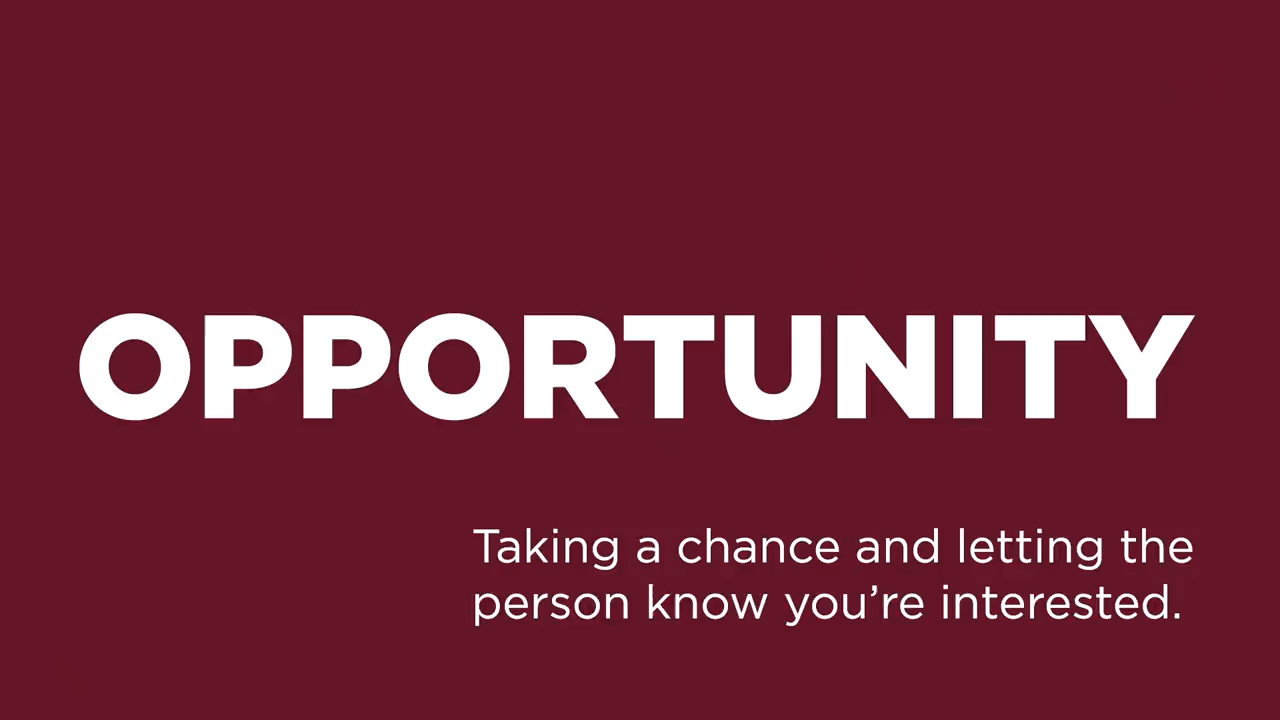 OPPORTUNITY
Taking a chance and letting the
person know you’re interested.